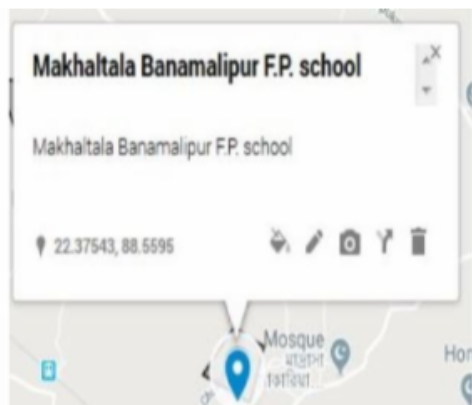 Makhaltala Banamalipur F.P. school
Makhaltala Banamalipur F.P. school
22.37543, 88.5595
Mosque
Hor